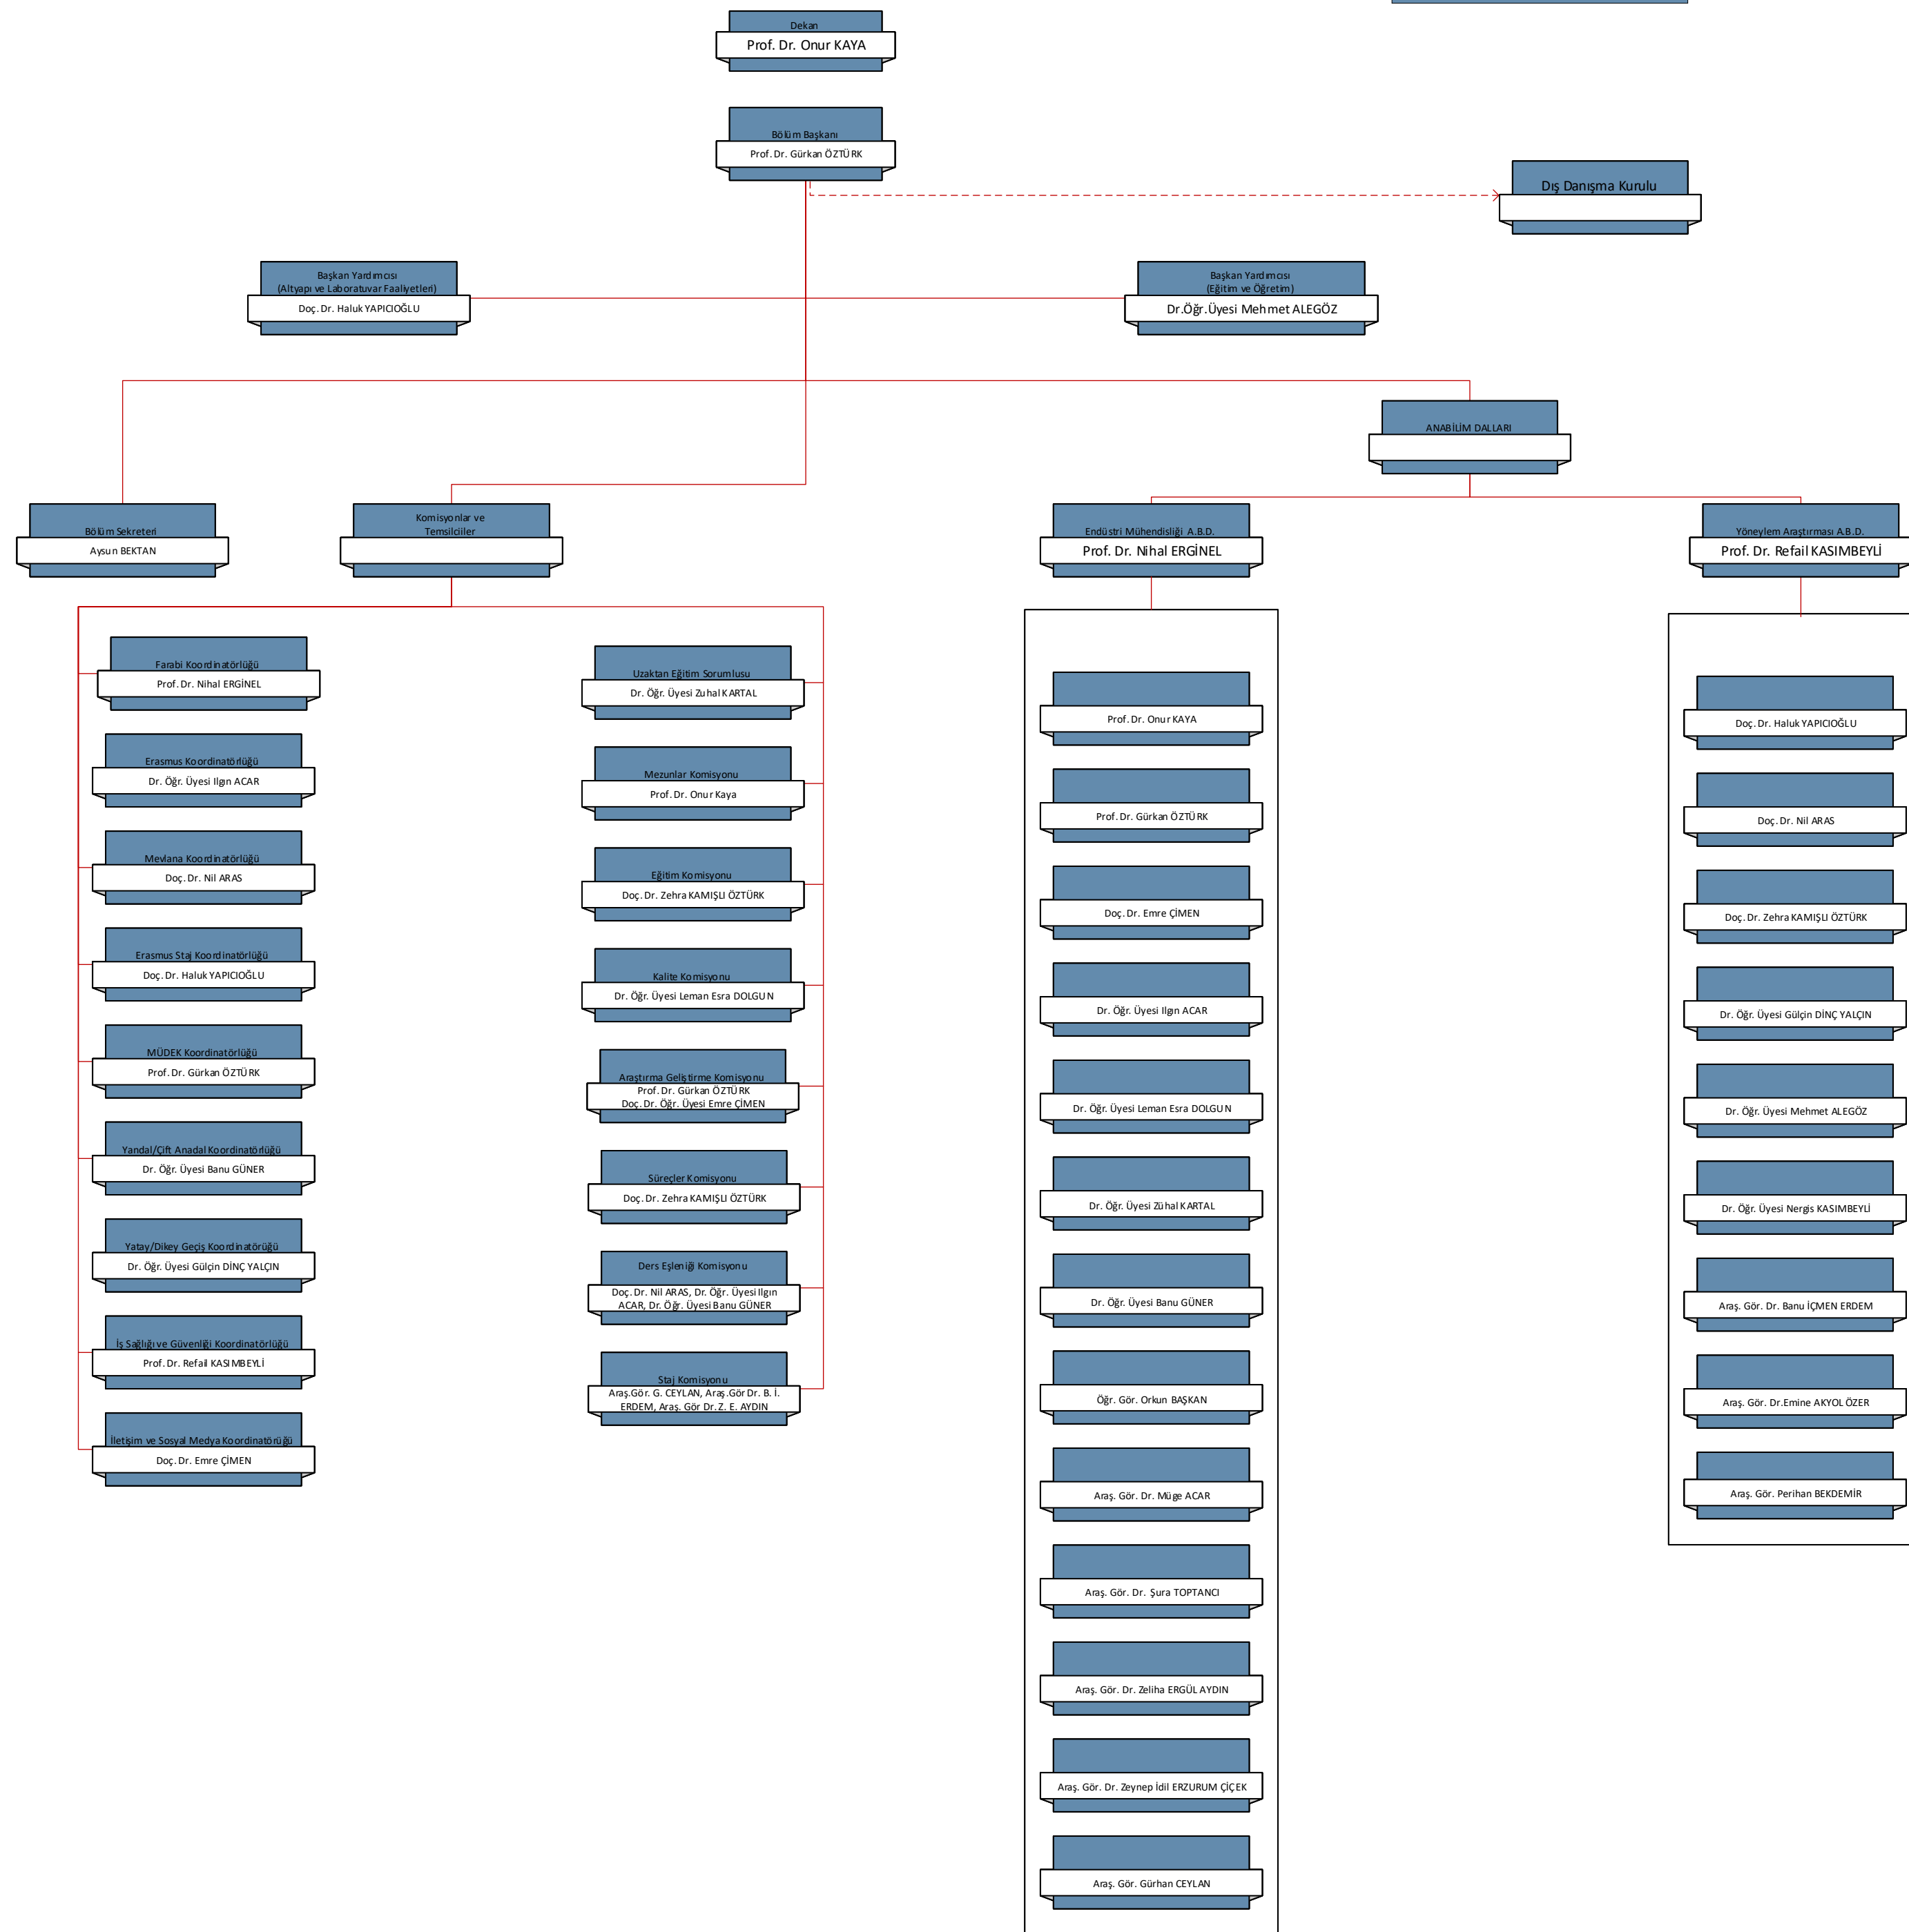 Dekan
Prof. Dr. Onur KAYA
Bölüm Başkanı
Prof. Dr. Gürkan ÖZTÜRK
Dış Danışma Kurulu
Başkan Yardımcısı
(Altyapı ve Laboratuvar Faaliyetleri)
Doç. Dr. Haluk YAPICIOĞLU
Başkan Yardımcısı
(Eğitim ve Öğretim)
Dr.Öğr.Üyesi Mehmet ALEGÖZ
ANABİLİM DALLARI
Bölüm Sekreteri
Aysun BEKTAN
Komisyonlar ve
Temsilciiler
Endüstri Mühendisliği A.B.D.
Prof. Dr. Nihal ERGİNEL
Yöneylem Araştırması A.B.D.
Prof. Dr. Refail KASIMBEYLİ
Farabi Koordinatörlüğü
Prof. Dr. Nihal ERGİNEL
Erasmus Koordinatörlüğü
Dr. Öğr. Üyesi Ilgın ACAR
Mevlana Koordinatörlüğü
Doç. Dr. Nil ARAS
Erasmus Staj Koordinatörlüğü
Doç. Dr. Haluk YAPICIOĞLU
MÜDEK Koordinatörlüğü
Prof. Dr. Gürkan ÖZTÜRK
Yandal/Çift Anadal Koordinatörlüğü
Dr. Öğr. Üyesi Banu GÜNER
Yatay/Dikey Geçiş Koordinatörüğü
Dr. Öğr. Üyesi Gülçin DİNÇ YALÇIN
İş Sağlığı ve Güvenliği Koordinatörlüğü
Prof. Dr. Refail KASIMBEYLİ
İletişim ve Sosyal Medya Koordinatörüğü
Doç. Dr. Emre ÇİMEN
Uzaktan Eğitim Sorumlusu
Dr. Öğr. Üyesi Zuhal KARTAL
Mezunlar Komisyonu
Prof. Dr. Onur Kaya
Eğitim Komisyonu
Doç. Dr. Zehra KAMIŞLI ÖZTÜRK
Kalite Komisyonu
Dr. Öğr. Üyesi Leman Esra DOLGUN
Araştırma Geliştirme Komisyonu
Prof. Dr. Gürkan ÖZTÜRK
Doç. Dr. Öğr. Üyesi Emre ÇİMEN
Süreçler Komisyonu
Doç. Dr. Zehra KAMIŞLI ÖZTÜRK
Ders Eşleniği Komisyonu
Doç. Dr. Nil ARAS, Dr. Öğr. Üyesi Ilgın
ACAR, Dr. Öğr. Üyesi Banu GÜNER
Staj Komisyonu
Araş.Gör. G. CEYLAN, Araş.Gör Dr. B. İ.
ERDEM, Araş. Gör Dr. Z. E. AYDIN
Prof. Dr. Onur KAYA
Prof. Dr. Gürkan ÖZTÜRK
Doç. Dr. Emre ÇİMEN
Dr. Öğr. Üyesi Ilgın ACAR
Dr. Öğr. Üyesi Leman Esra DOLGUN
Dr. Öğr. Üyesi Zühal KARTAL
Dr. Öğr. Üyesi Banu GÜNER
Öğr. Gör. Orkun BAŞKAN
Araş. Gör. Dr. Müge ACAR
Araş. Gör. Dr. Şura TOPTANCI
Araş. Gör. Dr. Zeliha ERGÜL AYDIN
Araş. Gör. Dr. Zeynep İdil ERZURUM ÇİÇEK
Araş. Gör. Gürhan CEYLAN
Doç. Dr. Haluk YAPICIOĞLU
Doç. Dr. Nil ARAS
Doç. Dr. Zehra KAMIŞLI ÖZTÜRK
Dr. Öğr. Üyesi Gülçin DİNÇ YALÇIN
Dr. Öğr. Üyesi Mehmet ALEGÖZ
Dr. Öğr. Üyesi Nergis KASIMBEYLİ
Araş. Gör. Dr. Banu İÇMEN ERDEM
Araş. Gör. Dr.Emine AKYOL ÖZER
Araş. Gör. Perihan BEKDEMİR